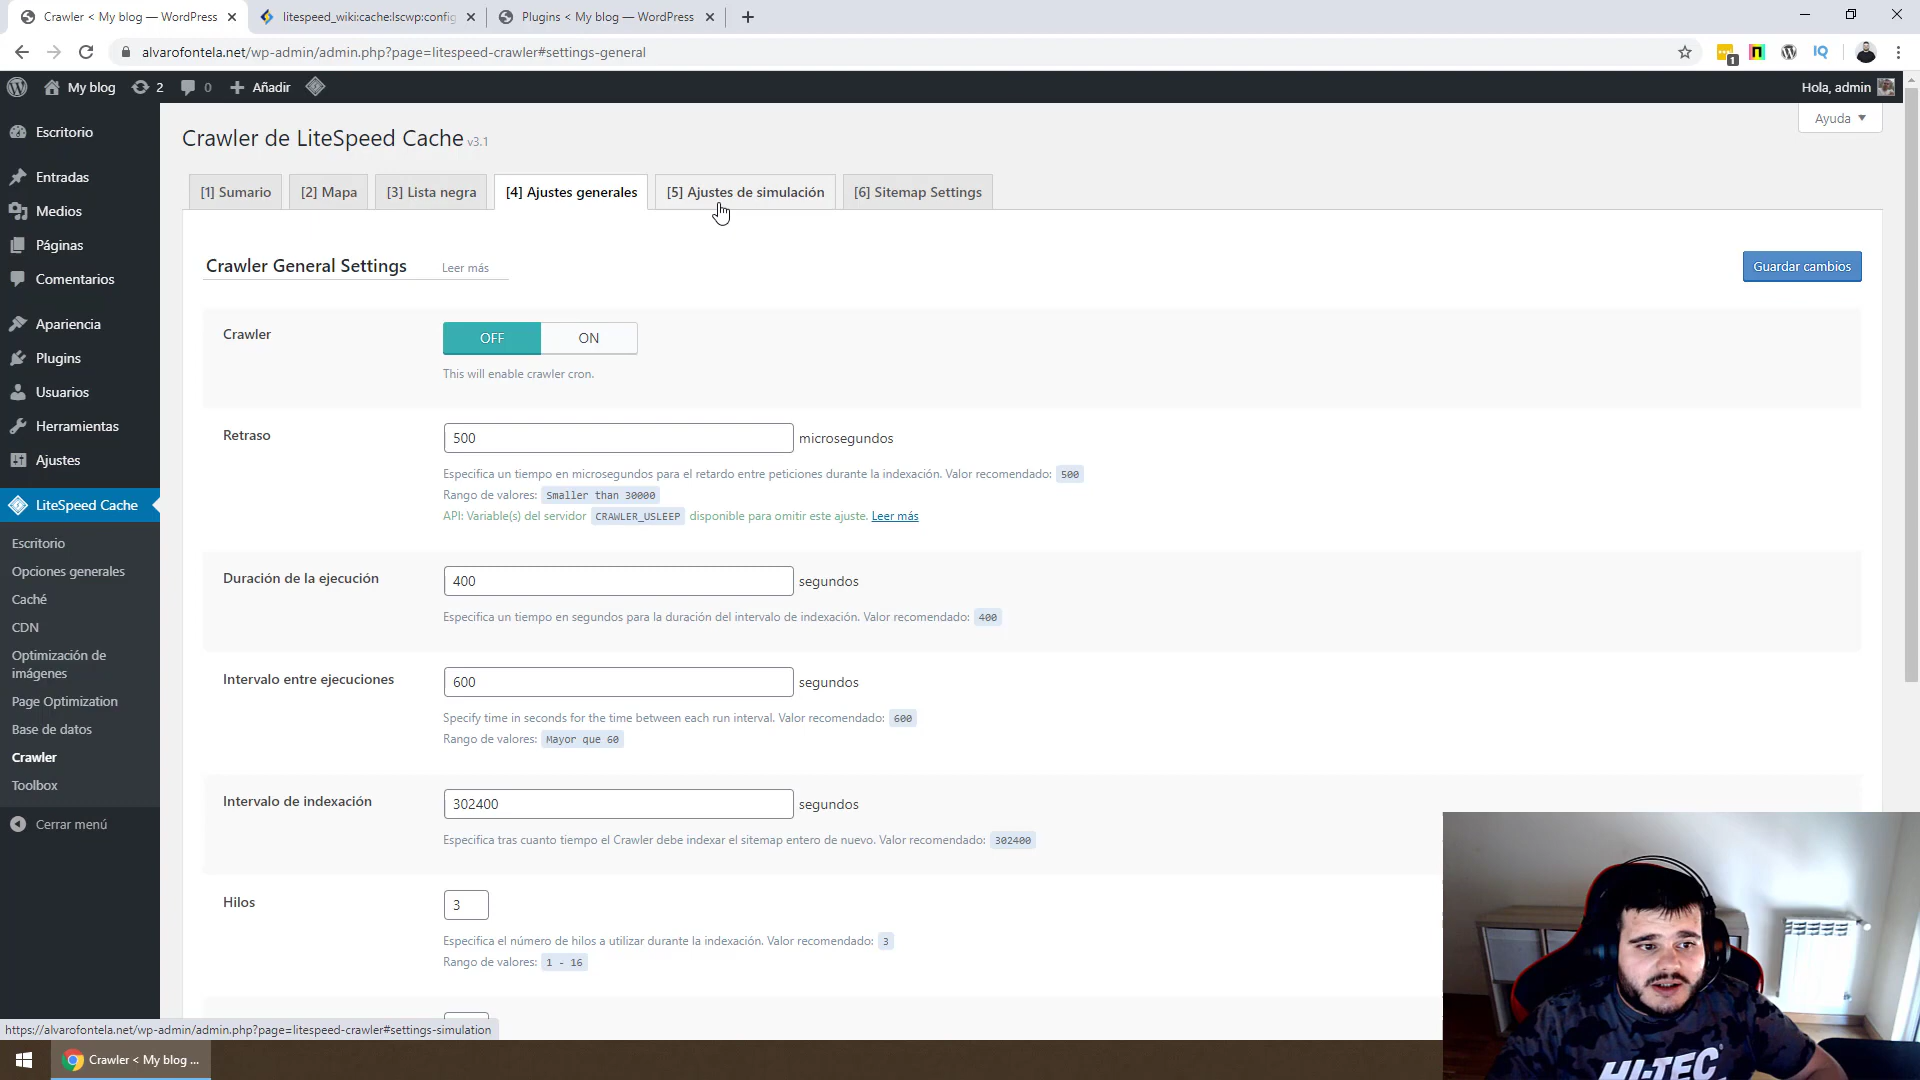 Crawler < My blog — WordPress
litespeed_wiki:cache:lscwp:config
Plugins < My blog — WordPress
alvarofontela.net/wp-admin/admin.php?page=litespeed-crawler#settings-general
1
IQ
My blog
2
0
Añadir
Hola, admin
Escritorio
Entradas
Medios
Páginas
Comentarios
Apariencia
Plugins
Usuarios
Herramientas
Ajustes
LiteSpeed Cache
Escritorio
Opciones generales
Caché
CDN
Optimización de
imágenes
Page Optimization
Base de datos
Crawler
Toolbox
Cerrar menú
Ayuda
Crawler de LiteSpeed Cache v3.1
[1] Sumario
[2] Mapa
[3] Lista negra
[4] Ajustes generales
[5] Ajustes de simulación
[6] Sitemap Settings
Crawler General Settings
Leer más
Guardar cambios
Crawler
OFF
ON
This will enable crawler cron.
Retraso
500
microsegundos
Especifica un tiempo en microsegundos para el retardo entre peticiones durante la indexación. Valor recomendado: 500
Rango de valores: Smaller than 30000
API: Variable(s) del servidor CRAWLER_USLEEP disponible para omitir este ajuste. Leer más
Duración de la ejecución
400
segundos
Especifica un tiempo en segundos para la duración del intervalo de indexación. Valor recomendado: 400
Intervalo entre ejecuciones
600
segundos
Specify time in seconds for the time between each run interval. Valor recomendado: 600
Rango de valores: Mayor que 60
Intervalo de indexación
302400
segundos
Especifica tras cuanto tiempo el Crawler debe indexar el sitemap entero de nuevo. Valor recomendado: 302400
Hilos
3
Especifica el número de hilos a utilizar durante la indexación. Valor recomendado: 3
Rango de valores: 1 - 16
https://alvarofontela.net/wp-admin/admin.php?page=litespeed-crawler#settings-simulation
Crawler < My blog ...
HI-TEC